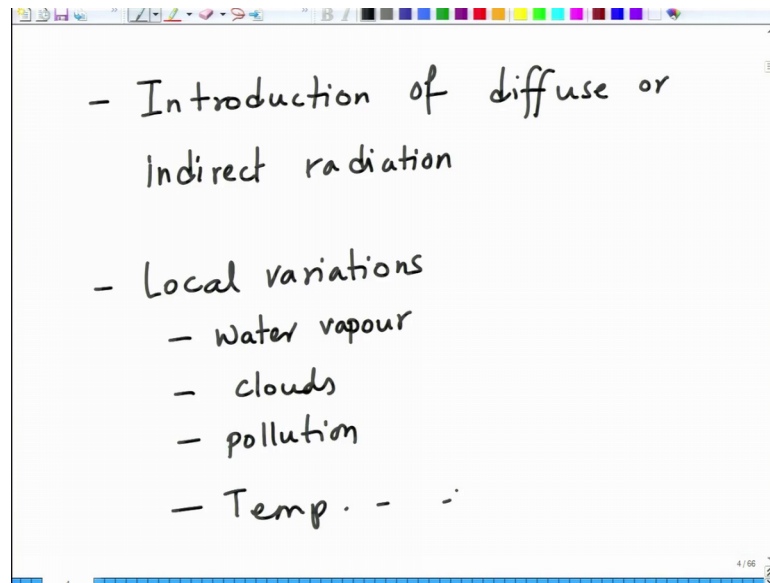 - Introduction of diffuse or
indirect radiation
- Local variations
- Water vapour
- clouds
- pollution
- Temp. - -
4/66